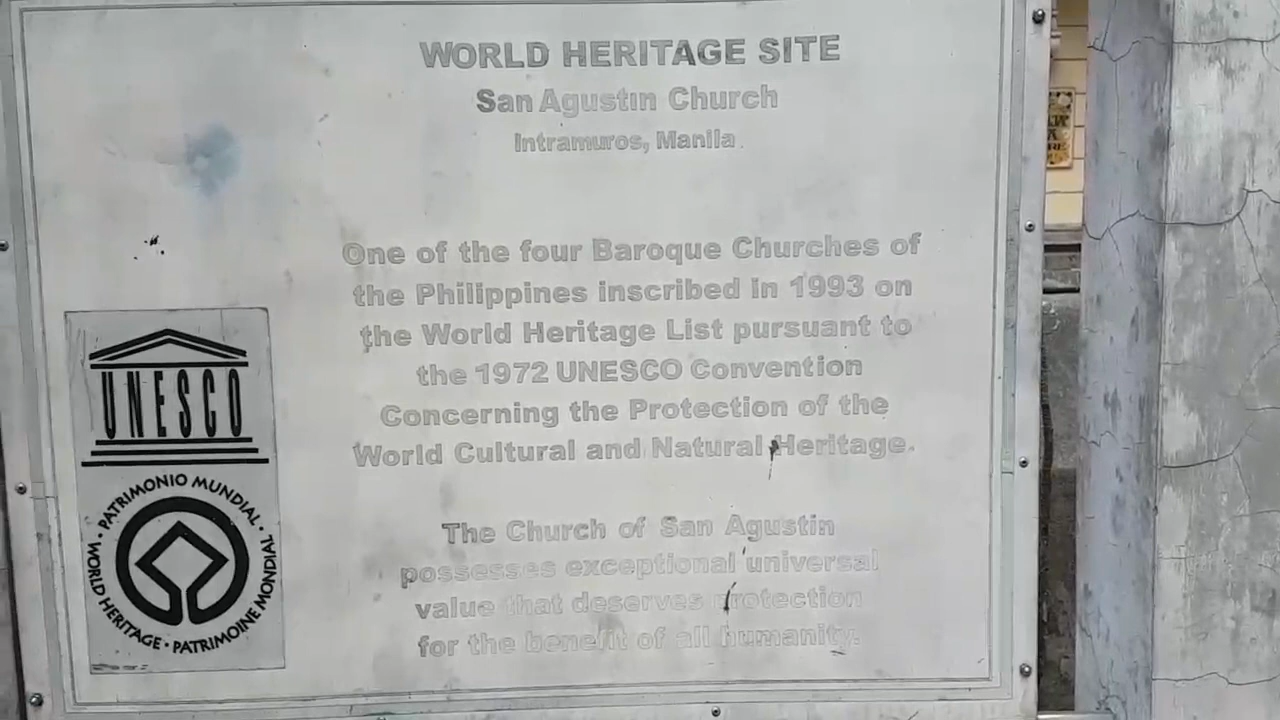 WORLD HERITAGE SITE
San Agustin Church
Intramuros, Manila.
One of the four Baroque Churches of
the Philippines inscribed in 1993 on
the World Heritage List pursuant to
the 1972 UNESCO Convention
Concerning the Protection of the
World Cultural and Natural Heritage.
The Church of San Agustin
possesses exceptional universal
value that deserves protection
for the benefit of all humanity.
UNESCO
PATRIMONIO MUNDIAL •
WORLD HERITAGE • PATRIMOINE MONDIAL •